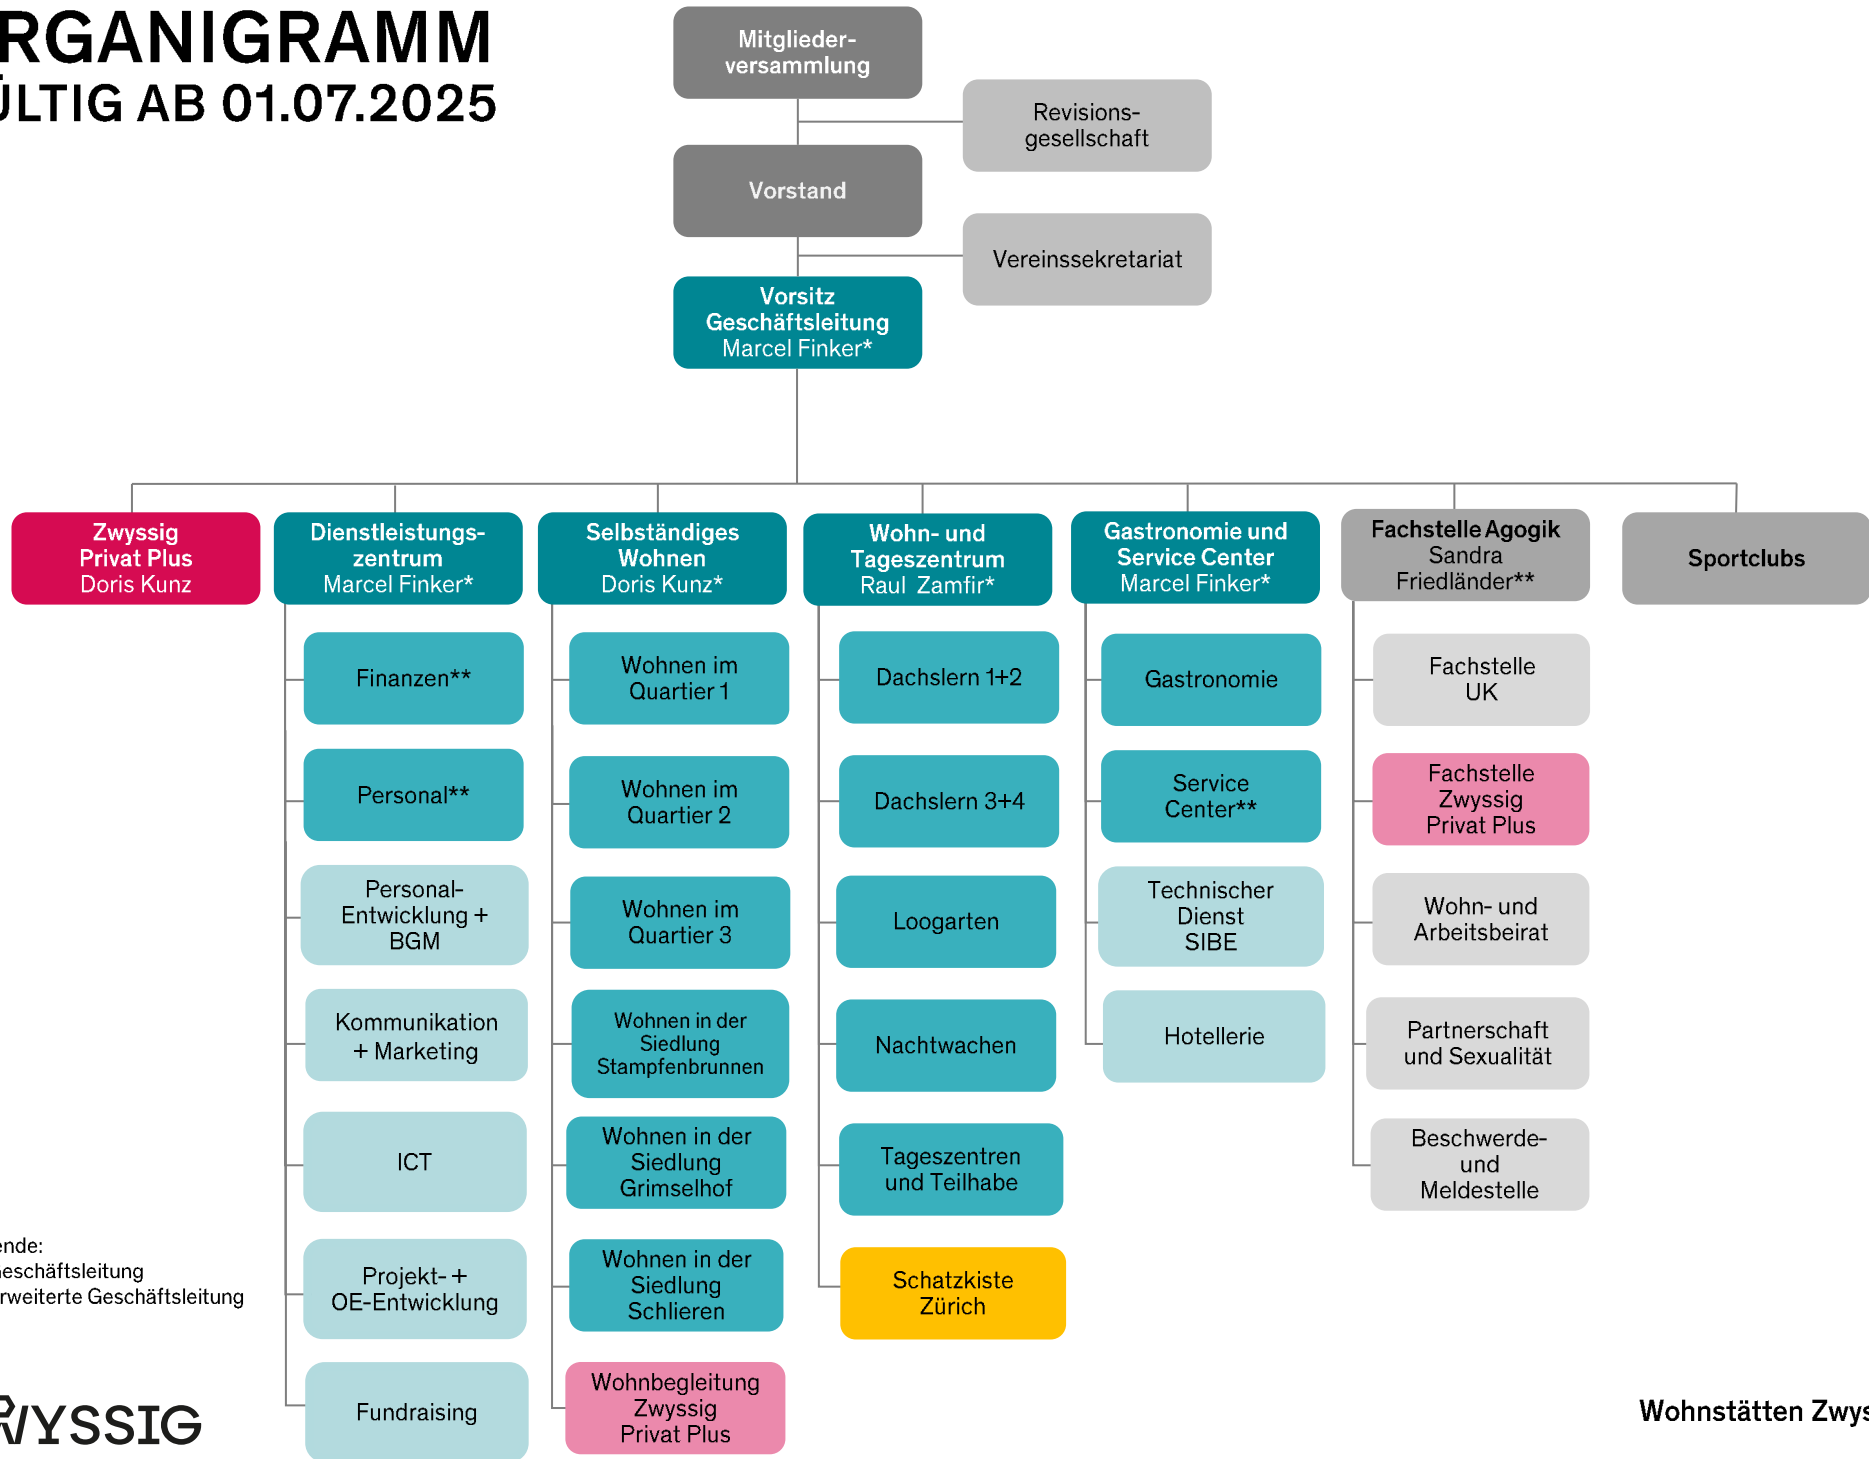 RGANIGRAMM
ÜLTIG AB 01.07.2025
Mitglieder-
versammlung
Revisions-
gesellschaft
Vorstand
Vereinssekretariat
Vorsitz
Geschäftsleitung
Marcel Finker*
Zwyssig
Privat Plus
Doris Kunz
Dienstleistungs-
zentrum
Marcel Finker*
Finanzen**
Personal**
Personal-
Entwicklung +
BGM
Kommunikation
+ Marketing
ICT
Projekt- +
OE-Entwicklung
Fundraising
Selbständiges
Wohnen
Doris Kunz*
Wohnen im
Quartier 1
Wohnen im
Quartier 2
Wohnen im
Quartier 3
Wohnen in der
Siedlung
Stampfenbrunnen
Wohnen in der
Siedlung
Grimselhof
Wohnen in der
Siedlung
Schlieren
Wohnbegleitung
Zwyssig
Privat Plus
Wohn- und
Tageszentrum
Raul Zamfir*
Dachslern 1+2
Dachslern 3+4
Loogarten
Nachtwachen
Tageszentren
und Teilhabe
Schatzkiste
Zürich
Gastronomie und
Service Center
Marcel Finker*
Gastronomie
Service
Center**
Technischer
Dienst
SIBE
Hotellerie
Fachstelle Agogik
Sandra
Friedländer**
Fachstelle
UK
Fachstelle
Zwyssig
Privat Plus
Wohn- und
Arbeitsbeirat
Partnerschaft
und Sexualität
Beschwerde-
und
Meldestelle
Sportclubs
ende:
Geschäftsleitung
rweiterte Geschäftsleitung
WYSSIG
Wohnstätten Zwys